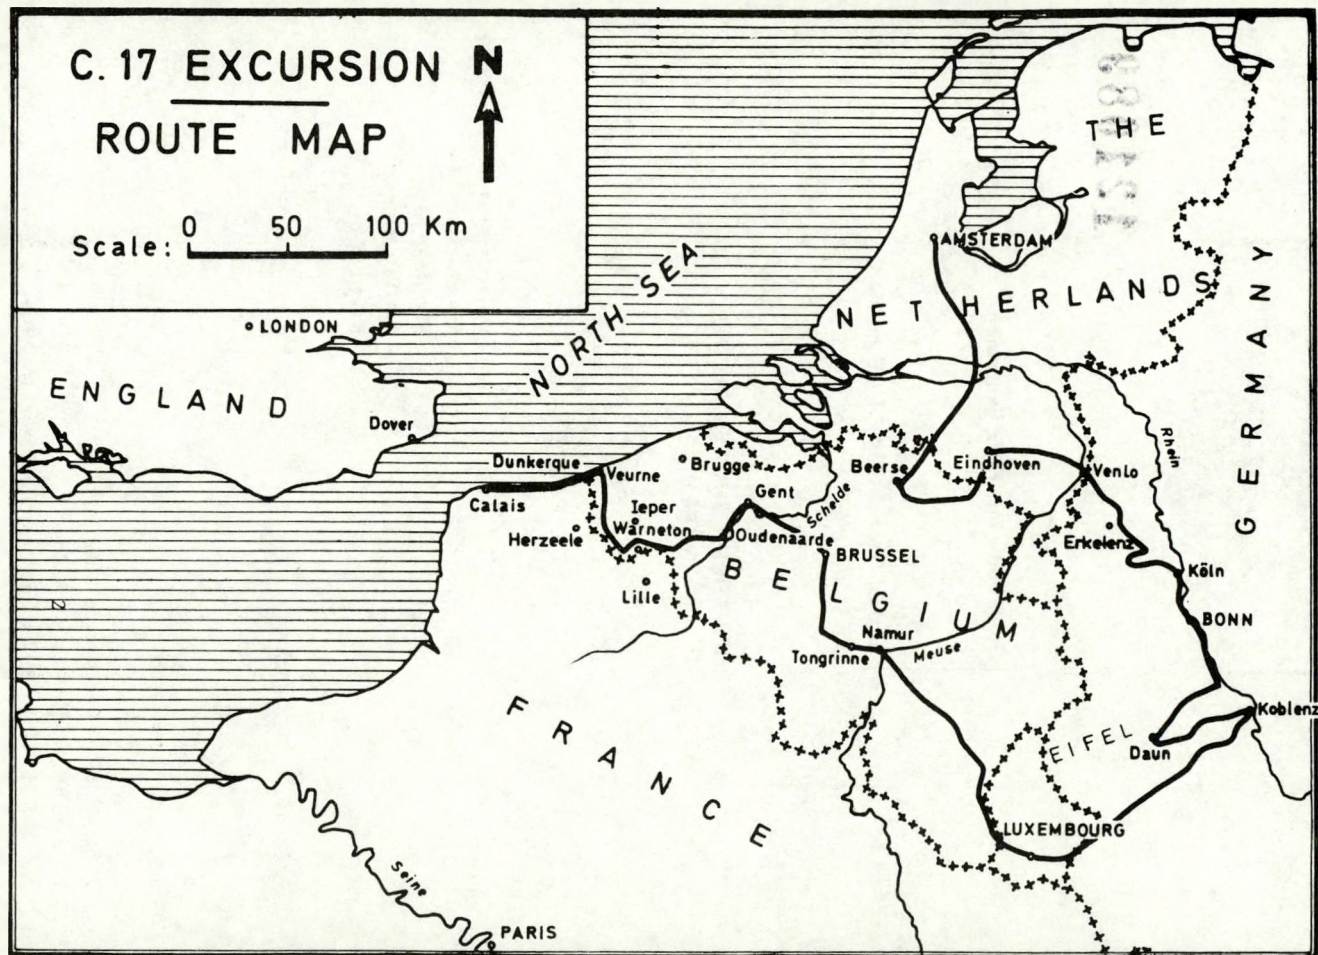 C. 17 EXCURSION
ROUTE MAP
N
0 50 100 Km
Scale:
THE
NETHERLANDS
AMSTERDAM
GERMANY
NORTH SEA
LONDON
ENGLAND
Dover
Dunkerque
Veurne
Calais
Brugge
Beerse
Eindhoven
Venlo
Rhein
Gent
Schelde
Ieper
Warneton
Herzeele
Oudenaarde
BRUSSEL
Erkelenz
Köln
Lille
BELGIUM
BONN
Namur
Meuse
Tongrinne
Koblenz
EIFEL
Daun
FRANCE
LUXEMBOURG
Seine
PARIS
2